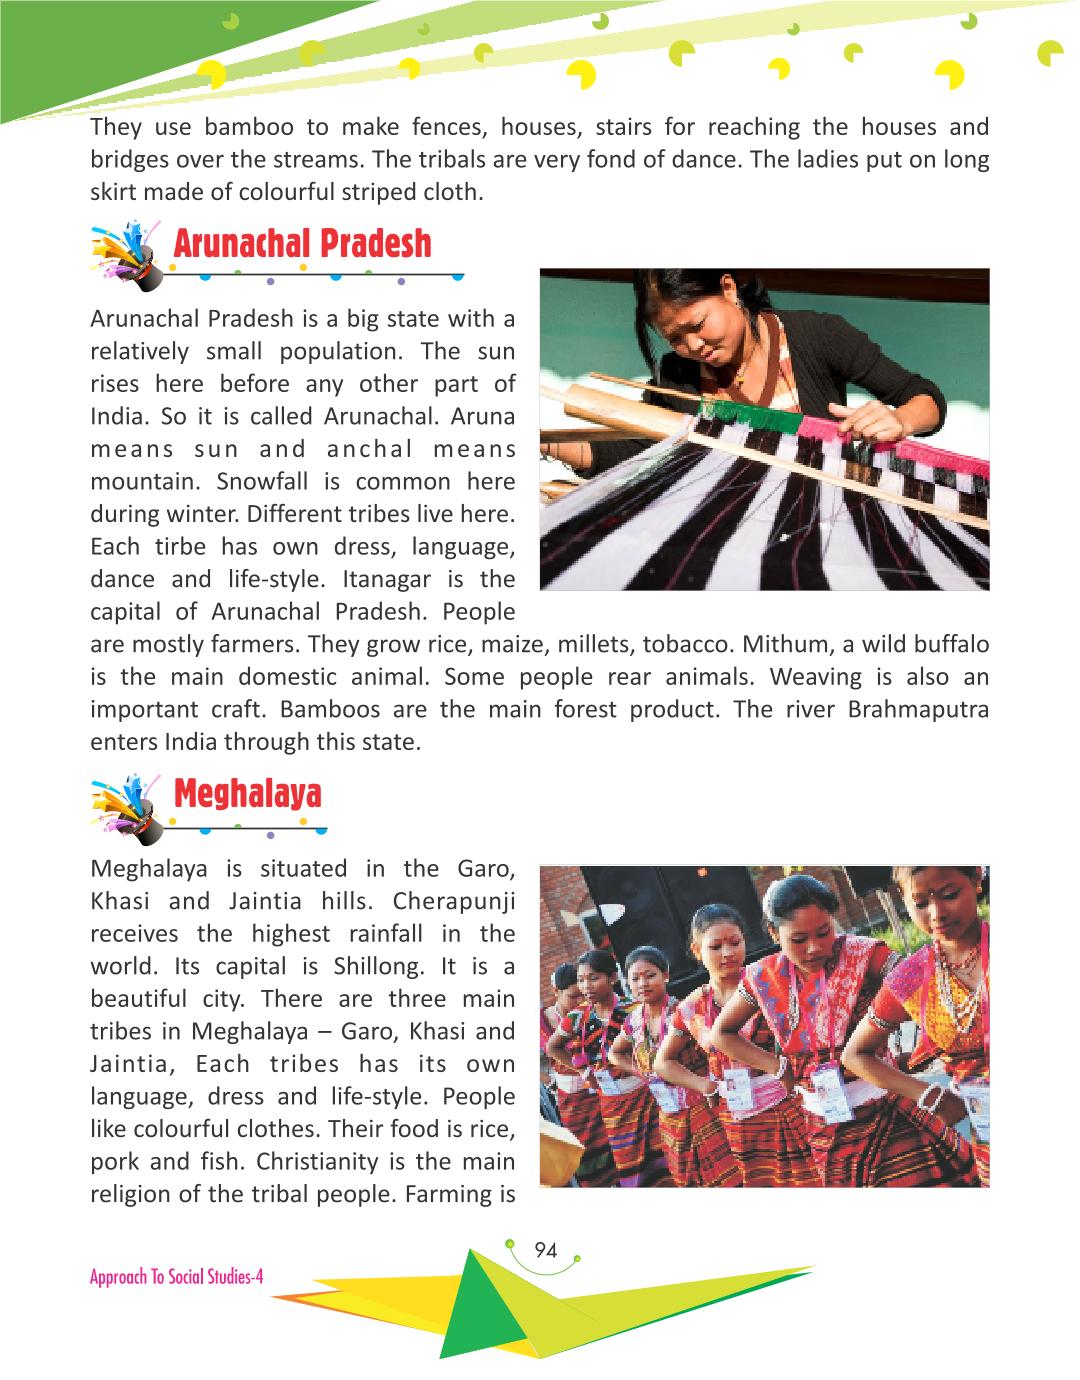 They use bamboo to make fences, houses, stairs for reaching the houses and
bridges over the streams. The tribals are very fond of dance. The ladies put on long
skirt made of colourful striped cloth.
Arunachal Pradesh
Arunachal Pradesh is a big state with a
relatively small population. The sun
rises here before any other part of
India. So it is called Arunachal. Aruna
means sun and anchal means
mountain. Snowfall is common here
during winter. Different tribes live here.
Each tirbe has own dress, language,
dance and life-style. Itanagar is the
capital of Arunachal Pradesh. People
are mostly farmers. They grow rice, maize, millets, tobacco. Mithum, a wild buffalo
is the main domestic animal. Some people rear animals. Weaving is also an
important craft. Bamboos are the main forest product. The river Brahmaputra
enters India through this state.
Meghalaya
Meghalaya is situated in the Garo,
Khasi and Jaintia hills. Cherapunji
receives the highest rainfall in the
world. Its capital is Shillong. It is a
beautiful city. There are three main
tribes in Meghalaya – Garo, Khasi and
Jaintia, Each tribes has its own
language, dress and life-style. People
like colourful clothes. Their food is rice,
pork and fish. Christianity is the main
religion of the tribal people. Farming is
94
Approach To Social Studies-4